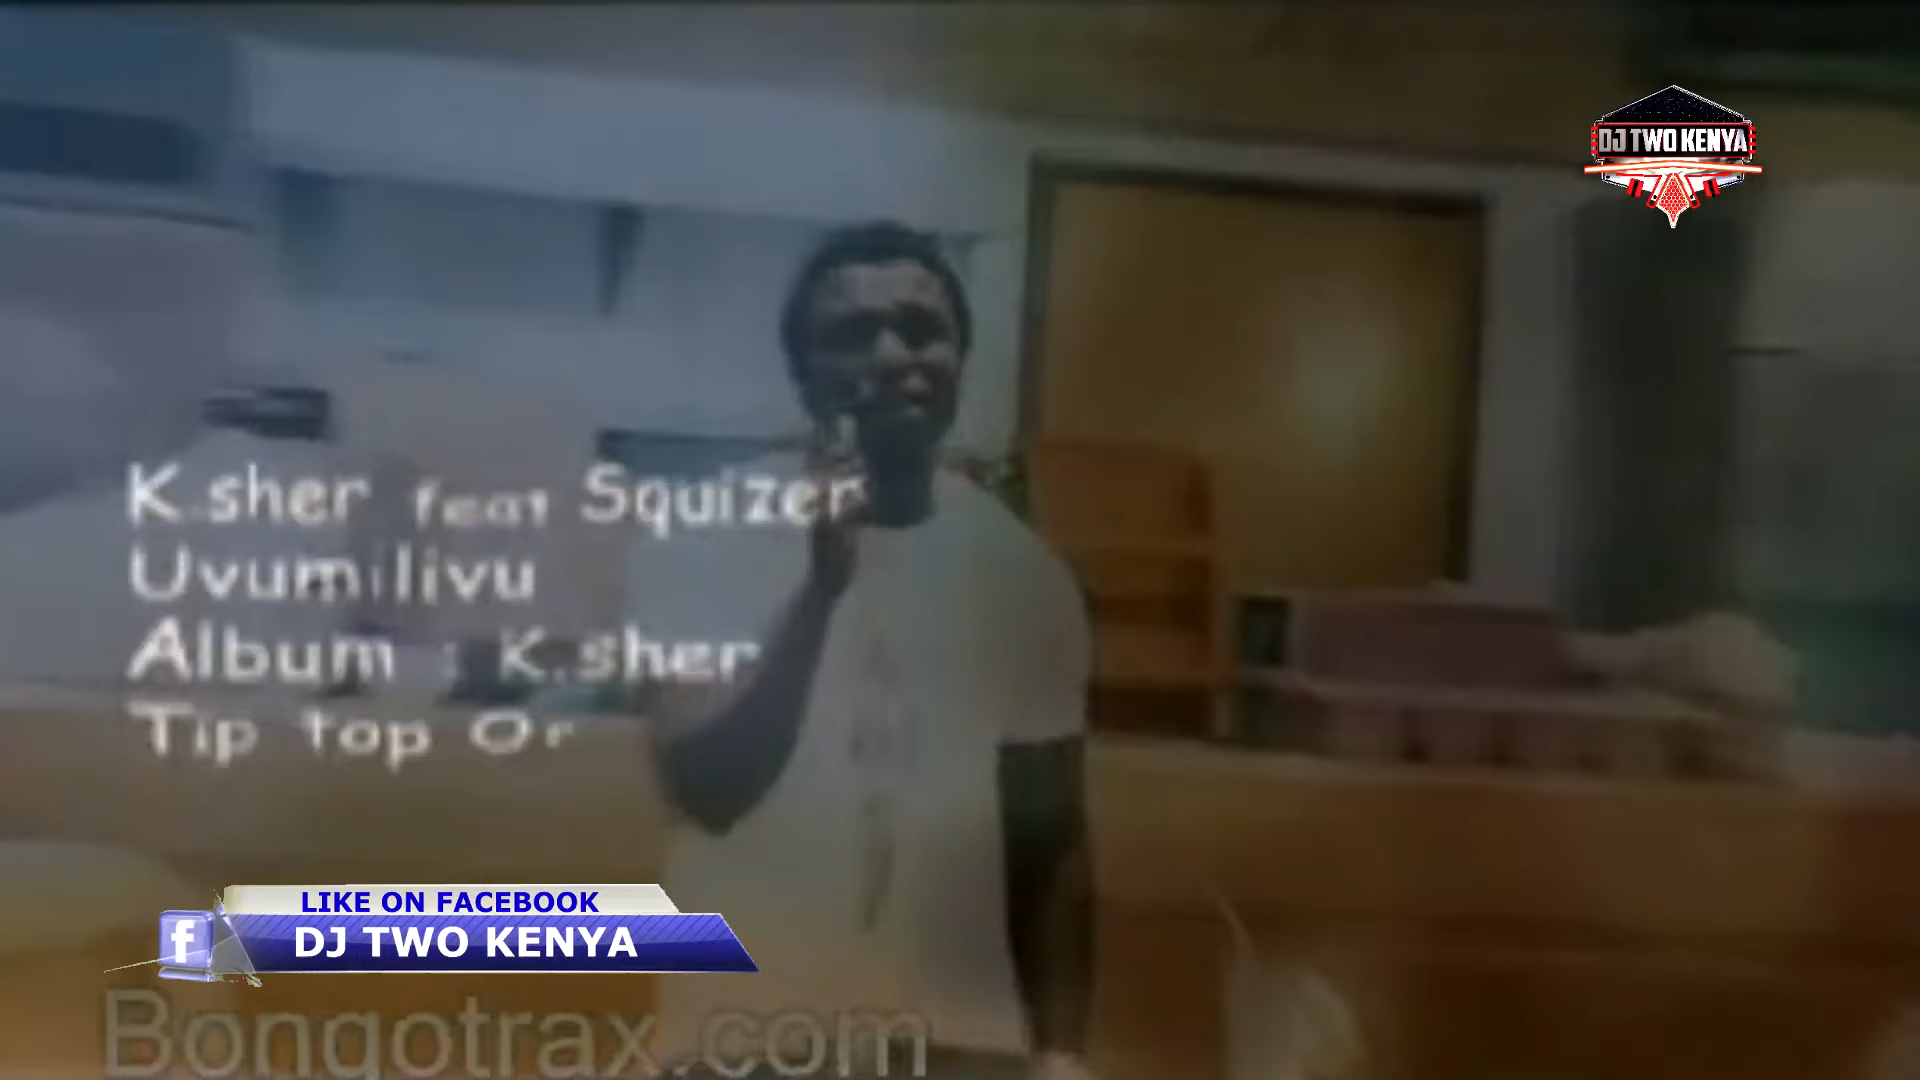 DJ TWO KENYA
K.sher feat Squizer
Uvumilivu
Album : K.sher
Tip top Or
LIKE ON FACEBOOK
f DJ TWO KENYA
Bongotrax.com